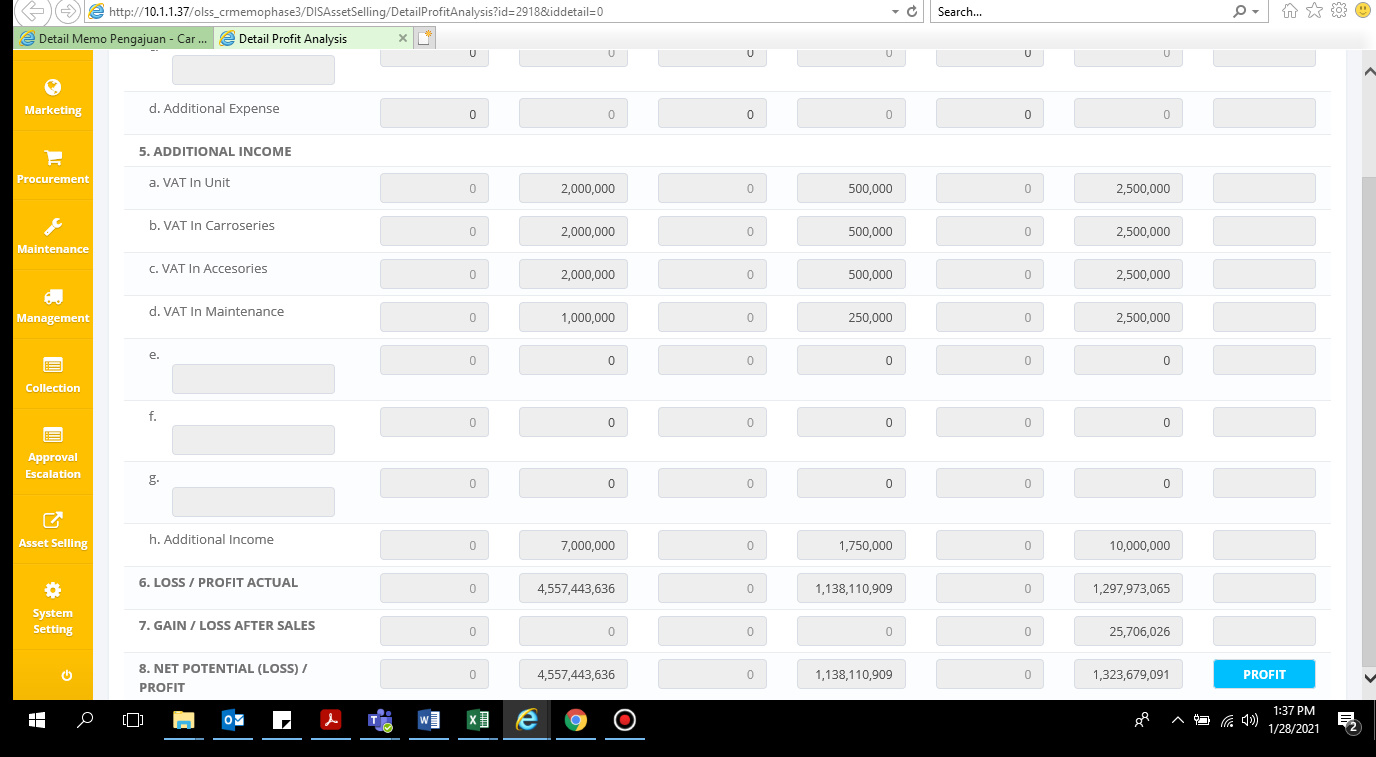 http://10.1.1.37/olss_crmemophase3/DISAssetSelling/DetailProfitAnalysis?id=2918&iddetail=0
Search...
Detail Memo Pengajuan - Car ...
Detail Profit Analysis
Marketing
Procurement
Maintenance
Management
Collection
Approval
Escalation
Asset Selling
System
Setting
0 0 0 0 0 0
d. Additional Expense 0 0 0 0 0 0
5. ADDITIONAL INCOME
a. VAT In Unit 0 2,000,000 0 500,000 0 2,500,000
b. VAT In Carroseries 0 2,000,000 0 500,000 0 2,500,000
c. VAT In Accesories 0 2,000,000 0 500,000 0 2,500,000
d. VAT In Maintenance 0 1,000,000 0 250,000 0 2,500,000
e. 0 0 0 0 0 0
f. 0 0 0 0 0 0
g. 0 0 0 0 0 0
h. Additional Income 0 7,000,000 0 1,750,000 0 10,000,000
6. LOSS / PROFIT ACTUAL 0 4,557,443,636 0 1,138,110,909 0 1,297,973,065
7. GAIN / LOSS AFTER SALES 0 0 0 0 0 25,706,026
8. NET POTENTIAL (LOSS) / 0 4,557,443,636 0 1,138,110,909 0 1,323,679,091 PROFIT
PROFIT
1:37 PM
1/28/2021
2